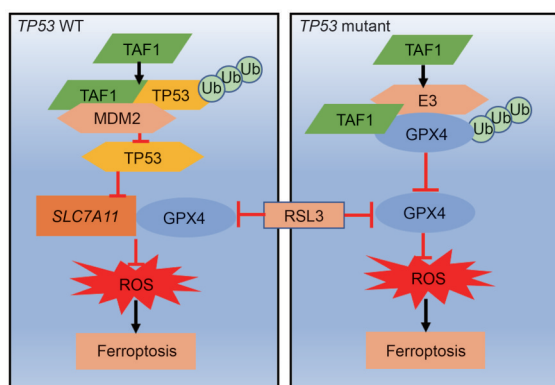 TP53 WT
TAF1
TAF1
TP53
Ub
Ub
Ub
MDM2
TP53
SLC7A11
GPX4
ROS
Ferroptosis
RSL3
TP53 mutant
TAF1
E3
TAF1
GPX4
Ub
Ub
Ub
GPX4
ROS
Ferroptosis